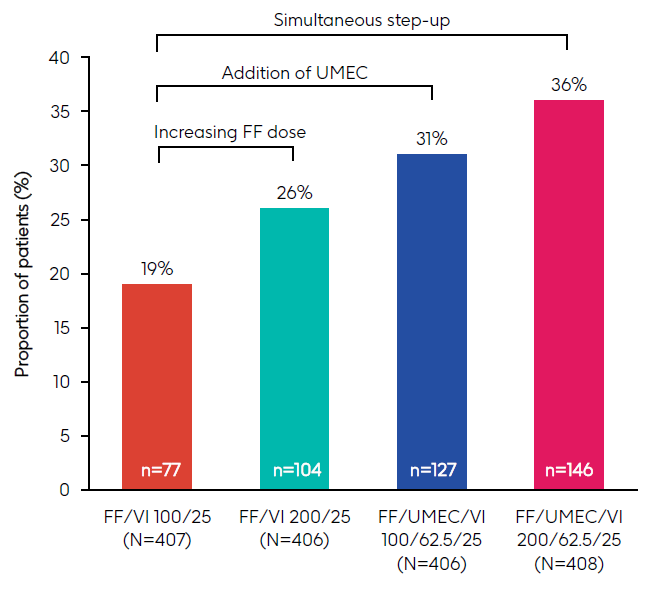 Simultaneous step-up
Addition of UMEC
Increasing FF dose
Proportion of patients (%)
40
35
30
25
20
15
10
5
0
19%
26%
31%
36%
n=77
n=104
n=127
n=146
FF/VI 100/25
(N=407)
FF/VI 200/25
(N=406)
FF/UMEC/VI
100/62.5/25
(N=406)
FF/UMEC/VI
200/62.5/25
(N=408)